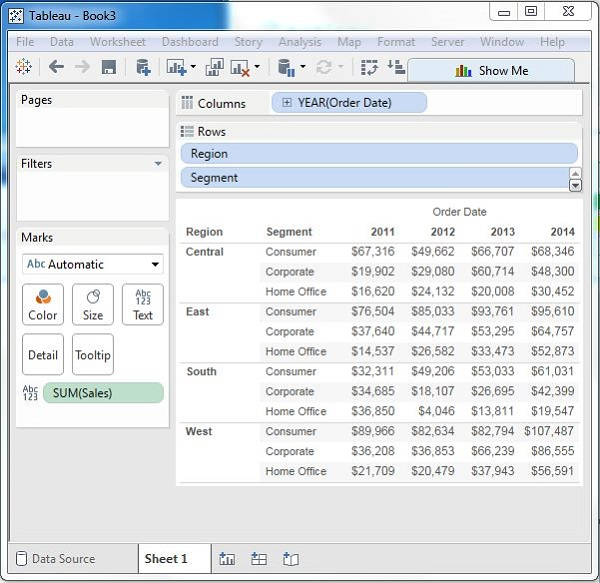 Tableau - Book3
File Data Worksheet Dashboard Story Analysis Map Format Server Window Help
Show Me
Pages
Columns YEAR(Order Date)
Rows
Region
Segment
Filters
Marks
Abc Automatic
Color Size Abc 123 Text
Detail Tooltip
Abc 123 SUM(Sales)
Order Date
Region Segment 2011 2012 2013 2014
Central Consumer $67,316 $49,662 $66,707 $68,346
Corporate $19,902 $29,080 $60,714 $48,300
Home Office $16,620 $24,132 $20,008 $30,452
East Consumer $76,504 $85,033 $93,761 $95,610
Corporate $37,640 $44,717 $53,295 $64,757
Home Office $14,537 $26,582 $33,473 $52,873
South Consumer $32,311 $49,206 $53,033 $61,031
Corporate $34,685 $18,107 $26,695 $42,399
Home Office $36,850 $4,046 $13,811 $19,547
West Consumer $89,966 $82,634 $82,794 $107,487
Corporate $36,208 $36,853 $66,239 $86,555
Home Office $21,709 $20,479 $37,943 $56,591
Data Source Sheet 1